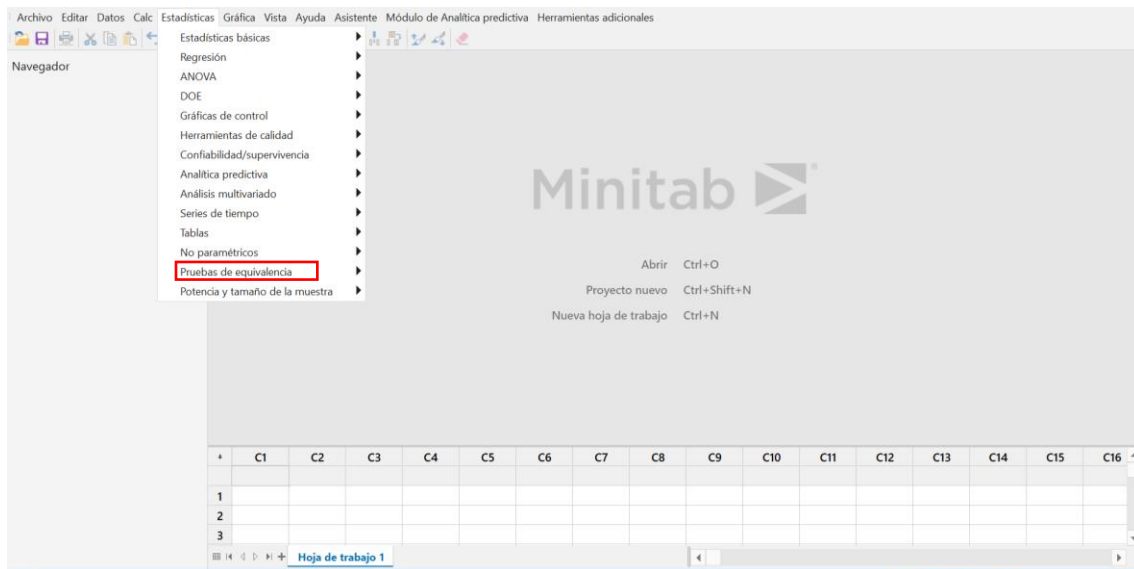 Archivo Editar Datos Calc Estadísticas Gráfica Vista Ayuda Asistente Módulo de Analítica predictiva Herramientas adicionales
Navegador
Estadísticas básicas
Regresión
ANOVA
DOE
Gráficas de control
Herramientas de calidad
Confiabilidad/supervivencia
Analítica predictiva
Análisis multivariado
Series de tiempo
Tablas
No paramétricos
Pruebas de equivalencia
Potencia y tamaño de la muestra
Minitab
Abrir Ctrl+O
Proyecto nuevo Ctrl+Shift+N
Nueva hoja de trabajo Ctrl+N
C1 C2 C3 C4 C5 C6 C7 C8 C9 C10 C11 C12 C13 C14 C15 C16
1
2
3
Hoja de trabajo 1